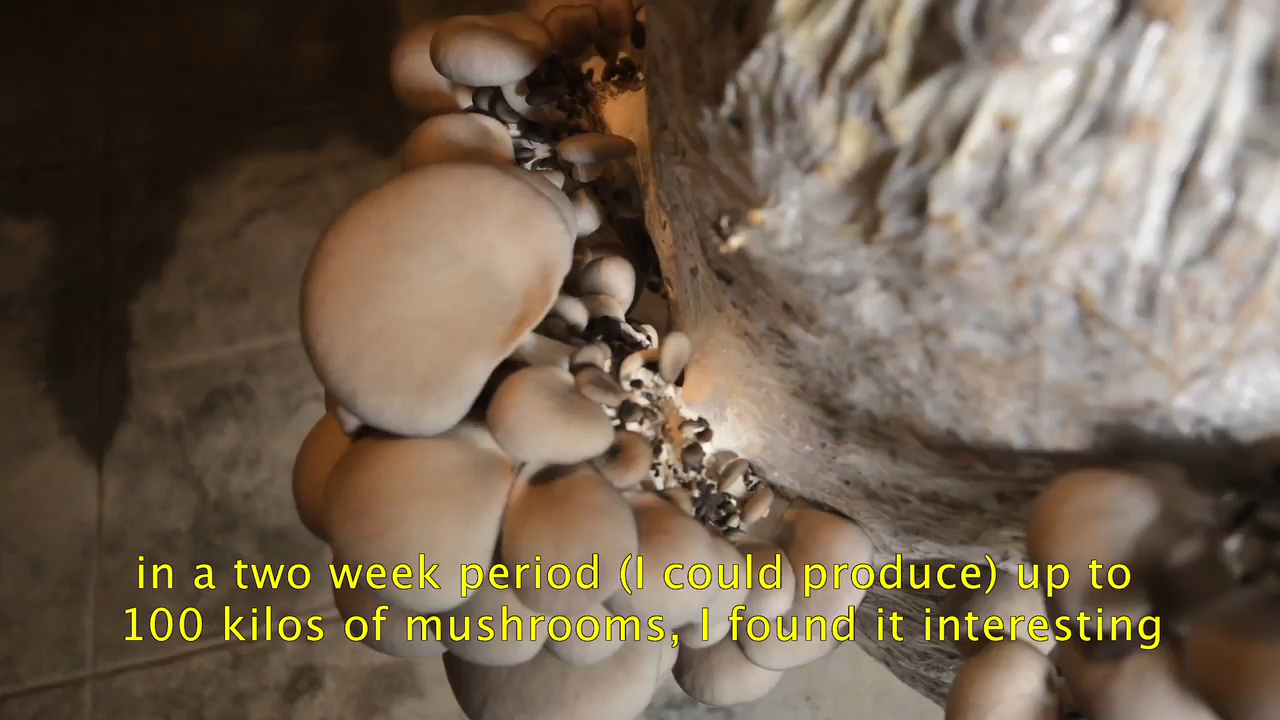 in a two week period (I could produce) up to
100 kilos of mushrooms, I found it interesting